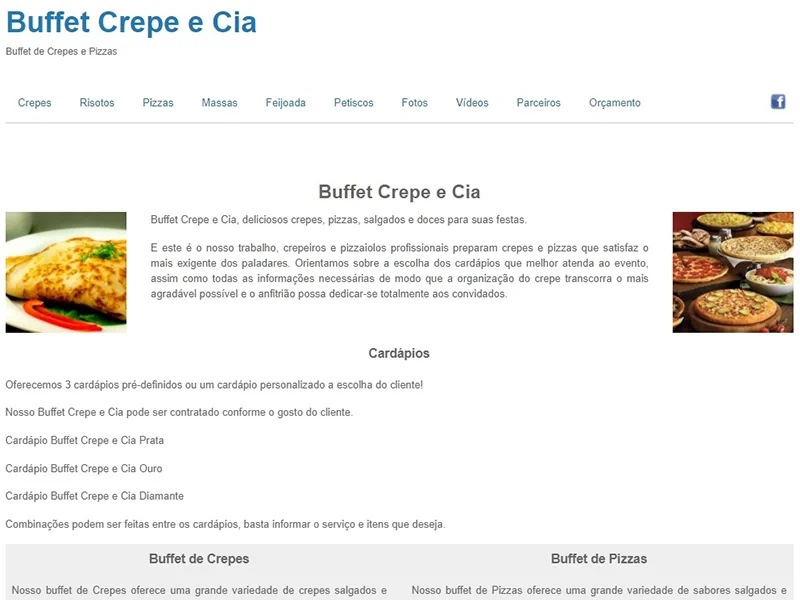 Buffet Crepe e Cia
Buffet de Crepes e Pizzas
Crepes Risotos Pizzas Massas Feijoada Petiscos Fotos Vídeos Parceiros Orçamento
Buffet Crepe e Cia
Buffet Crepe e Cia, deliciosos crepes, pizzas, salgados e doces para suas festas.
E este é o nosso trabalho, crepeiros e pizzaiolos profissionais preparam crepes e pizzas que satisfaz o
mais exigente dos paladares. Orientamos sobre a escolha dos cardápios que melhor atenda ao evento,
assim como todas as informações necessárias de modo que a organização do crepe transcorra o mais
agradável possível e o anfitrião possa dedicar-se totalmente aos convidados.
Cardápios
Oferecemos 3 cardápios pré-definidos ou um cardápio personalizado a escolha do cliente!
Nosso Buffet Crepe e Cia pode ser contratado conforme o gosto do cliente.
Cardápio Buffet Crepe e Cia Prata
Cardápio Buffet Crepe e Cia Ouro
Cardápio Buffet Crepe e Cia Diamante
Combinações podem ser feitas entre os cardápios, basta informar o serviço e itens que deseja.
Buffet de Crepes
Nosso buffet de Crepes oferece uma grande variedade de crepes salgados e
Buffet de Pizzas
Nosso buffet de Pizzas oferece uma grande variedade de sabores salgados e